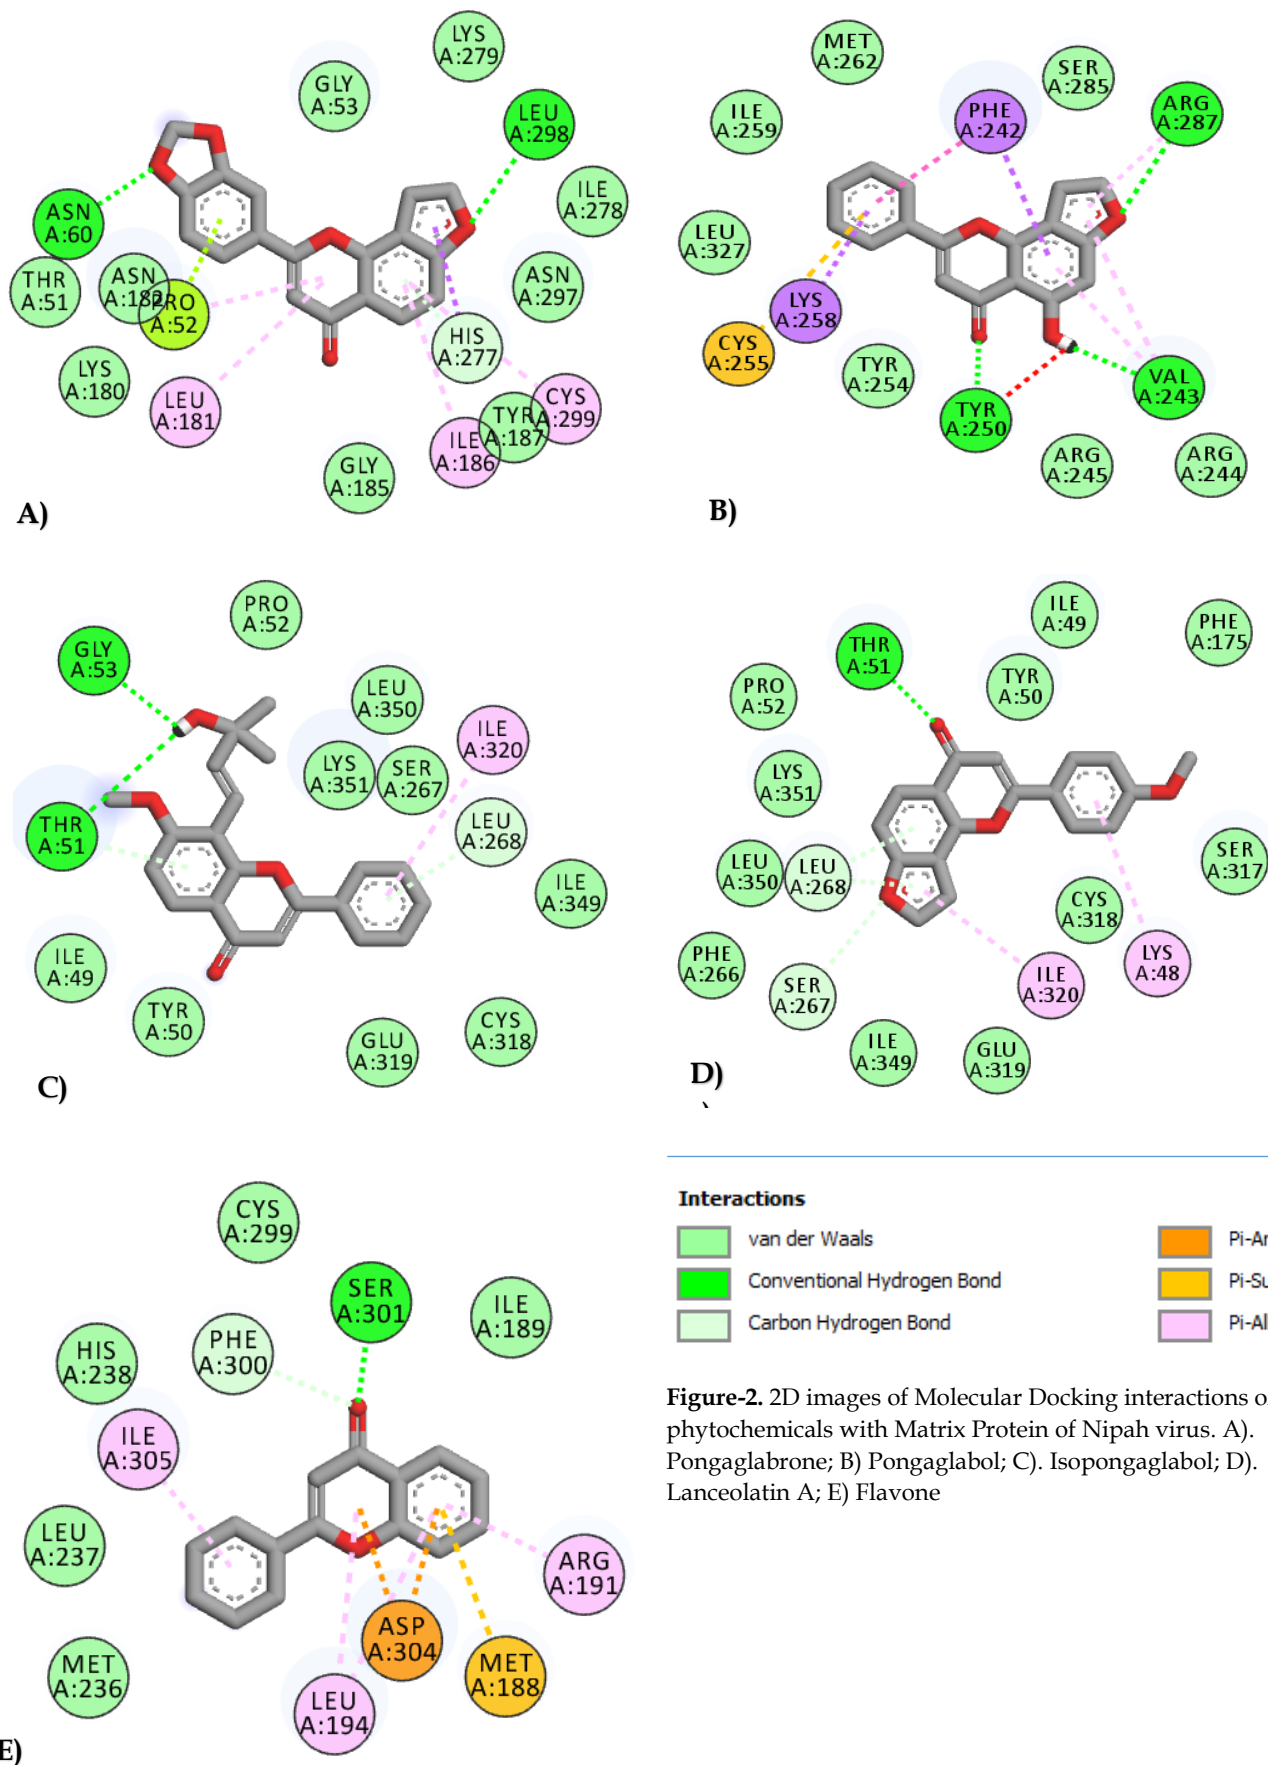 LYS
A:279
GLY
A:53
LEU
A:298
ASN
A:60
ILE
A:278
THR
A:51
ASN
A:182
PRO
A:52
ASN
A:297
HIS
A:277
LYS
A:180
LEU
A:181
CYS
A:299
TYR
A:187
ILE
A:186
GLY
A:185
A)
MET
A:262
SER
A:285
PHE
A:242
ARG
A:287
ILE
A:259
LEU
A:327
LYS
A:258
CYS
A:255
TYR
A:254
VAL
A:243
TYR
A:250
ARG
A:245
ARG
A:244
B)
PRO
A:52
GLY
A:53
LEU
A:350
ILE
A:320
LYS
A:351
SER
A:267
THR
A:51
LEU
A:268
ILE
A:349
ILE
A:49
TYR
A:50
CYS
A:318
GLU
A:319
C)
ILE
A:49
PHE
A:175
THR
A:51
TYR
A:50
PRO
A:52
LYS
A:351
SER
A:317
LEU
A:350
LEU
A:268
CYS
A:318
PHE
A:266
LYS
A:48
SER
A:267
ILE
A:320
ILE
A:349
GLU
A:319
D)
CYS
A:299
SER
A:301
ILE
A:189
PHE
A:300
HIS
A:238
ILE
A:305
LEU
A:237
ARG
A:191
ASP
A:304
MET
A:236
MET
A:188
LEU
A:194
E)
Interactions
van der Waals
Pi-An
Conventional Hydrogen Bond
Pi-Su
Carbon Hydrogen Bond
Pi-Al
Figure-2. 2D images of Molecular Docking interactions o
phytochemicals with Matrix Protein of Nipah virus. A).
Pongaglabrone; B) Pongaglabol; C). Isopongaglabol; D).
Lanceolatin A; E) Flavone